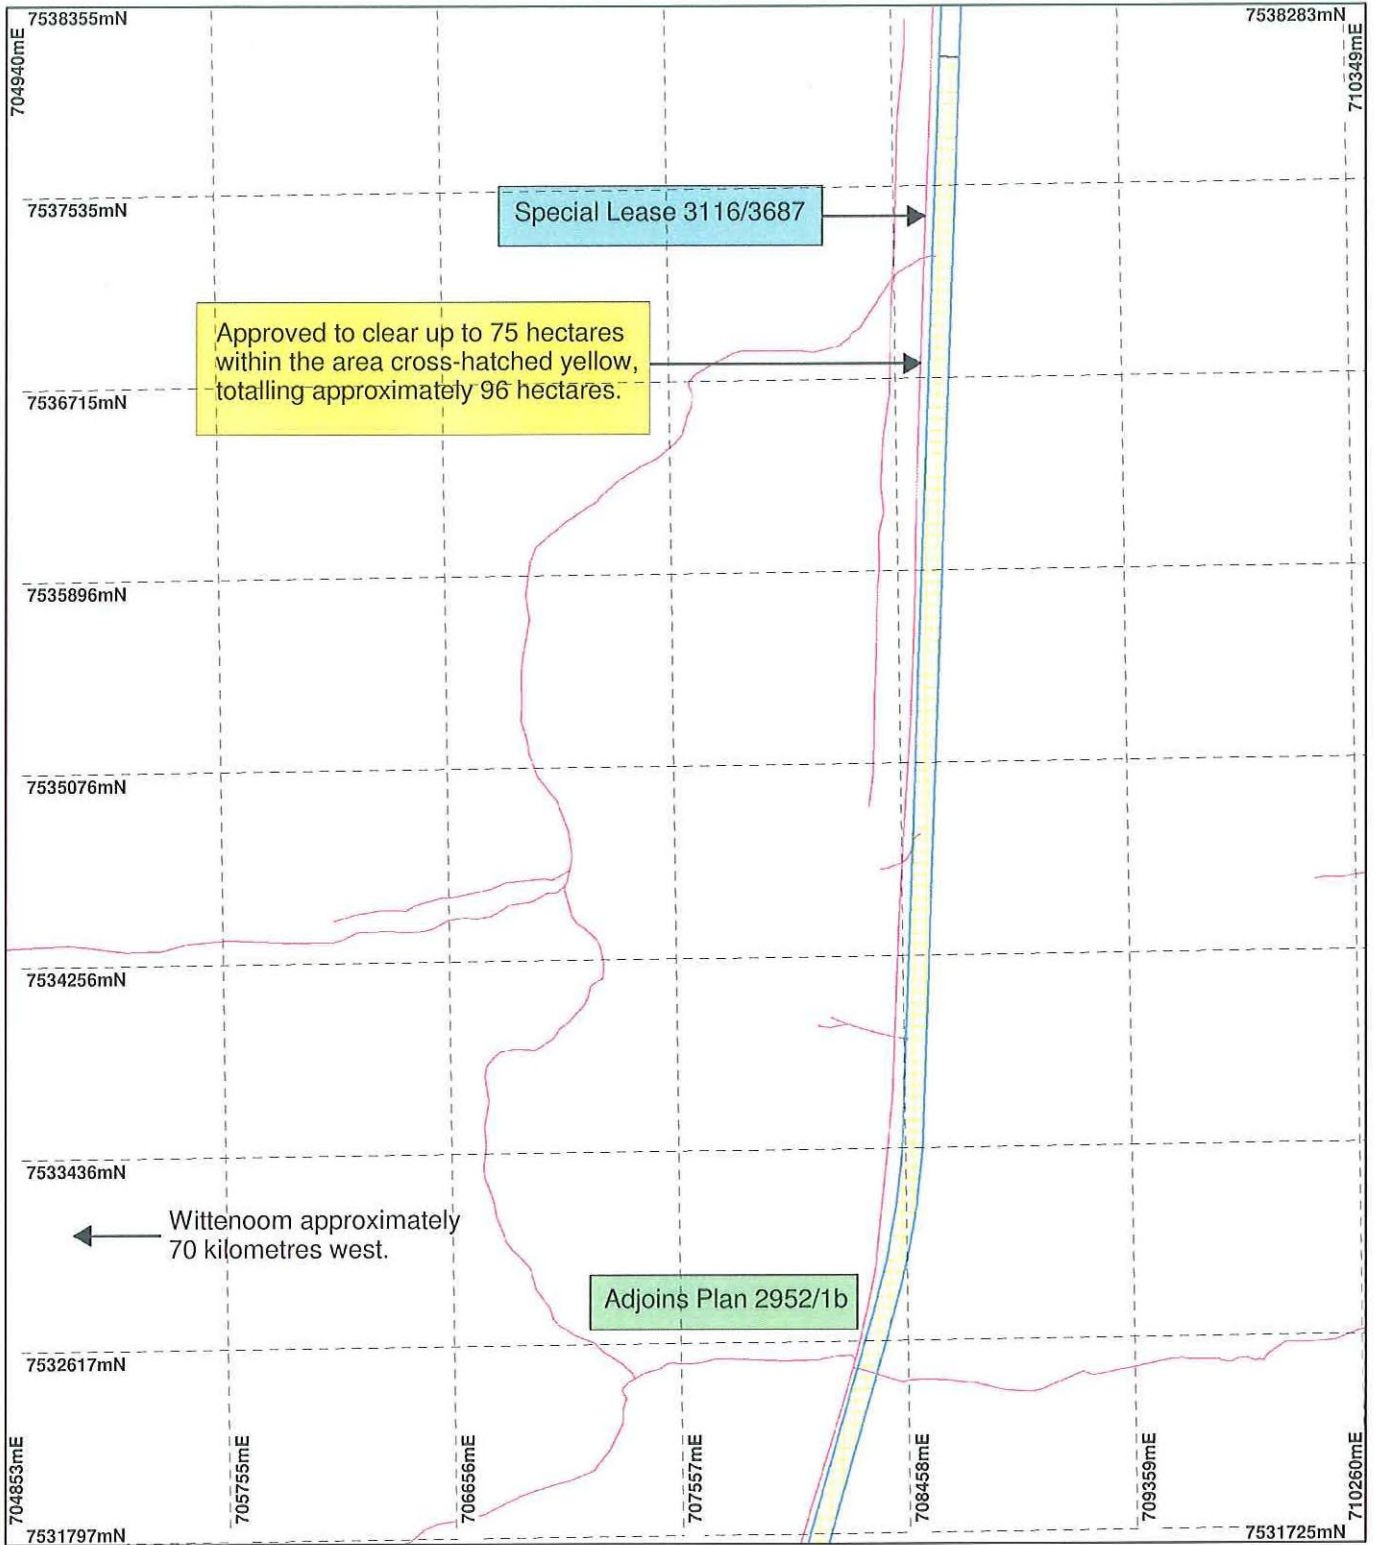 7538355mN
7538283mN
704940mE
710349mE
7537535mN
Special Lease 3116/3687
Approved to clear up to 75 hectares
within the area cross-hatched yellow,
totalling approximately 96 hectares.
7536715mN
7535896mN
7535076mN
7534256mN
7533436mN
Wittenoom approximately
70 kilometres west.
Adjoins Plan 2952/1b
7532617mN
704853mE
705755mE
706656mE
707557mE
708458mE
709359mE
710260mE
7531797mN
7531725mN